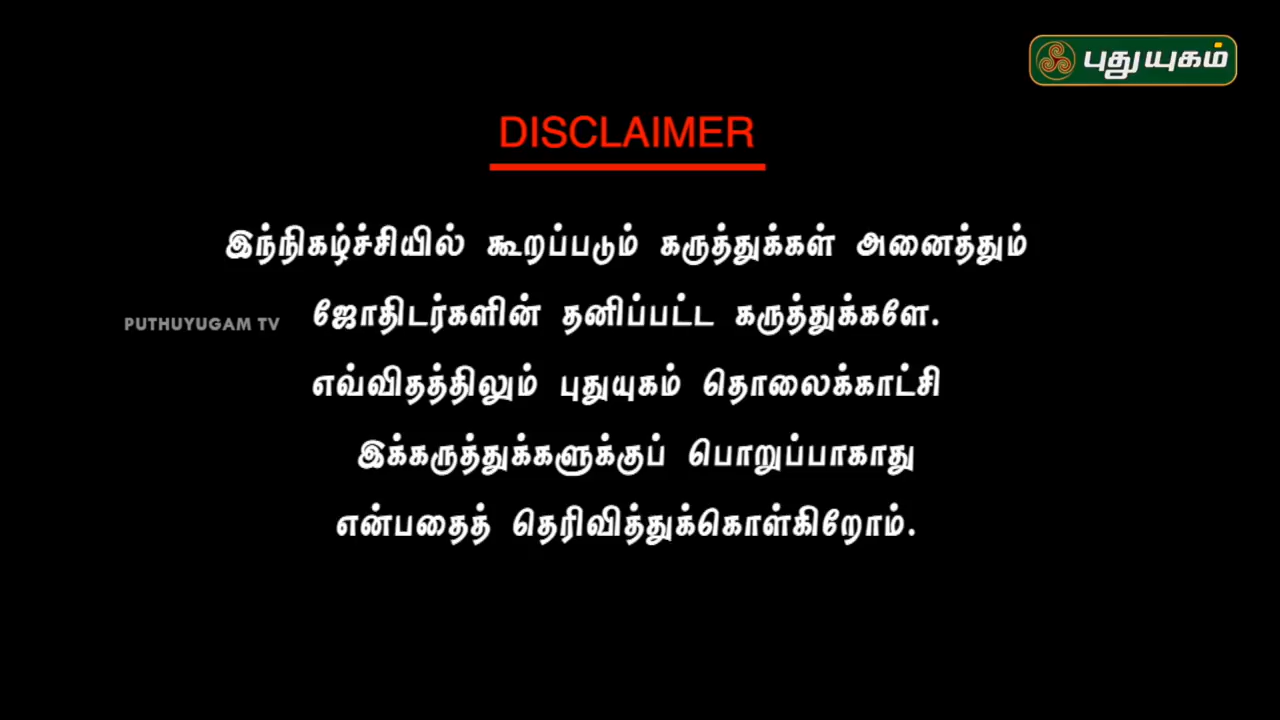 புதுயுகம்
DISCLAIMER
இந்நிகழ்ச்சியில் கூறப்படும் கருத்துக்கள் அனைத்தும்
PUTHUYUGAM TV
ஜோதிடர்களின் தனிப்பட்ட கருத்துக்களே.
எவ்விதத்திலும் புதுயுகம் தொலைக்காட்சி
இக்கருத்துக்களுக்குப் பொறுப்பாகாது
என்பதைத் தெரிவித்துக்கொள்கிறோம்.